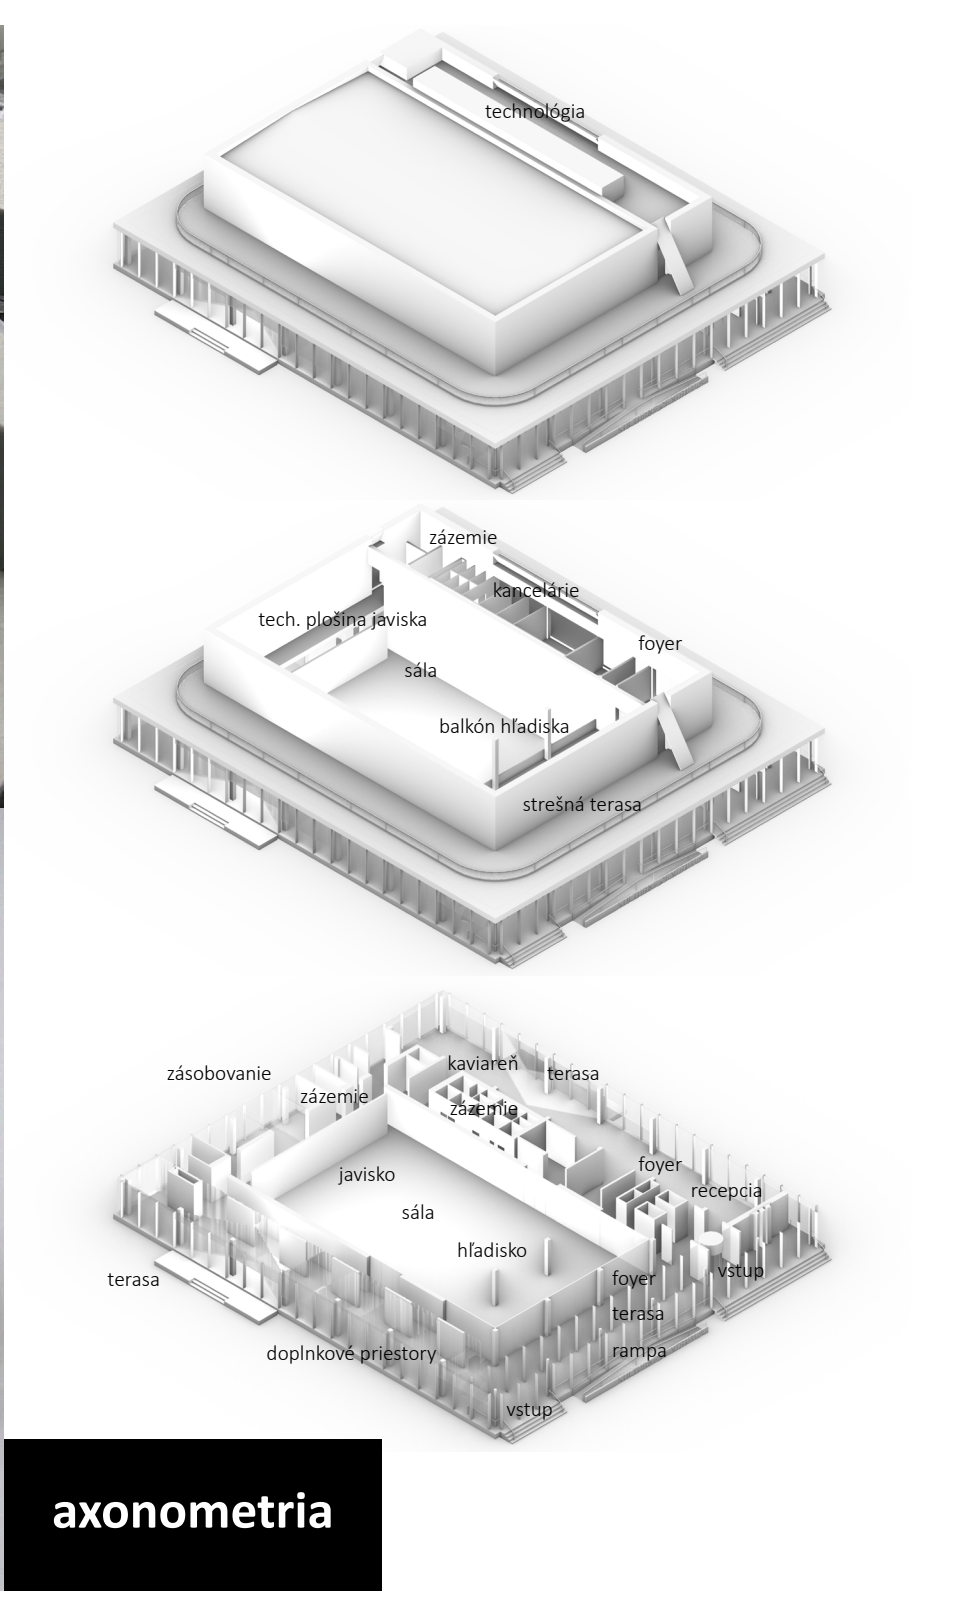 technológia
zázemie
kancelárie
tech. plošina javiska
foyer
sála
balkón hľadiska
strešná terasa
kaviareň
zásobovanie
terasa
zázemie
zázemie
foyer
javisko
recepcia
sála
hľadisko
vstup
terasa
foyer
terasa
rampa
doplnkové priestory
vstup
axonometria